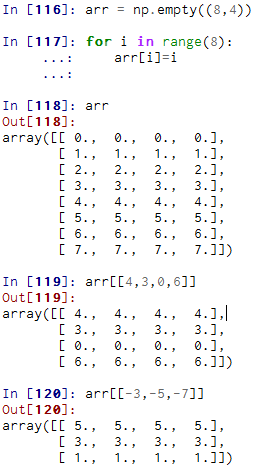 In [116]: arr = np.empty((8,4))
In [117]: for i in range(8):
     ...:     arr[i]=i
     ...:
In [118]: arr
Out[118]:
array([[ 0.,  0.,  0.,  0.],
       [ 1.,  1.,  1.,  1.],
       [ 2.,  2.,  2.,  2.],
       [ 3.,  3.,  3.,  3.],
       [ 4.,  4.,  4.,  4.],
       [ 5.,  5.,  5.,  5.],
       [ 6.,  6.,  6.,  6.],
       [ 7.,  7.,  7.,  7.]])
In [119]: arr[[4,3,0,6]]
Out[119]:
array([[ 4.,  4.,  4.,  4.],
       [ 3.,  3.,  3.,  3.],
       [ 0.,  0.,  0.,  0.],
       [ 6.,  6.,  6.,  6.]])
In [120]: arr[[-3,-5,-7]]
Out[120]:
array([[ 5.,  5.,  5.,  5.],
       [ 3.,  3.,  3.,  3.],
       [ 1.,  1.,  1.,  1.]])